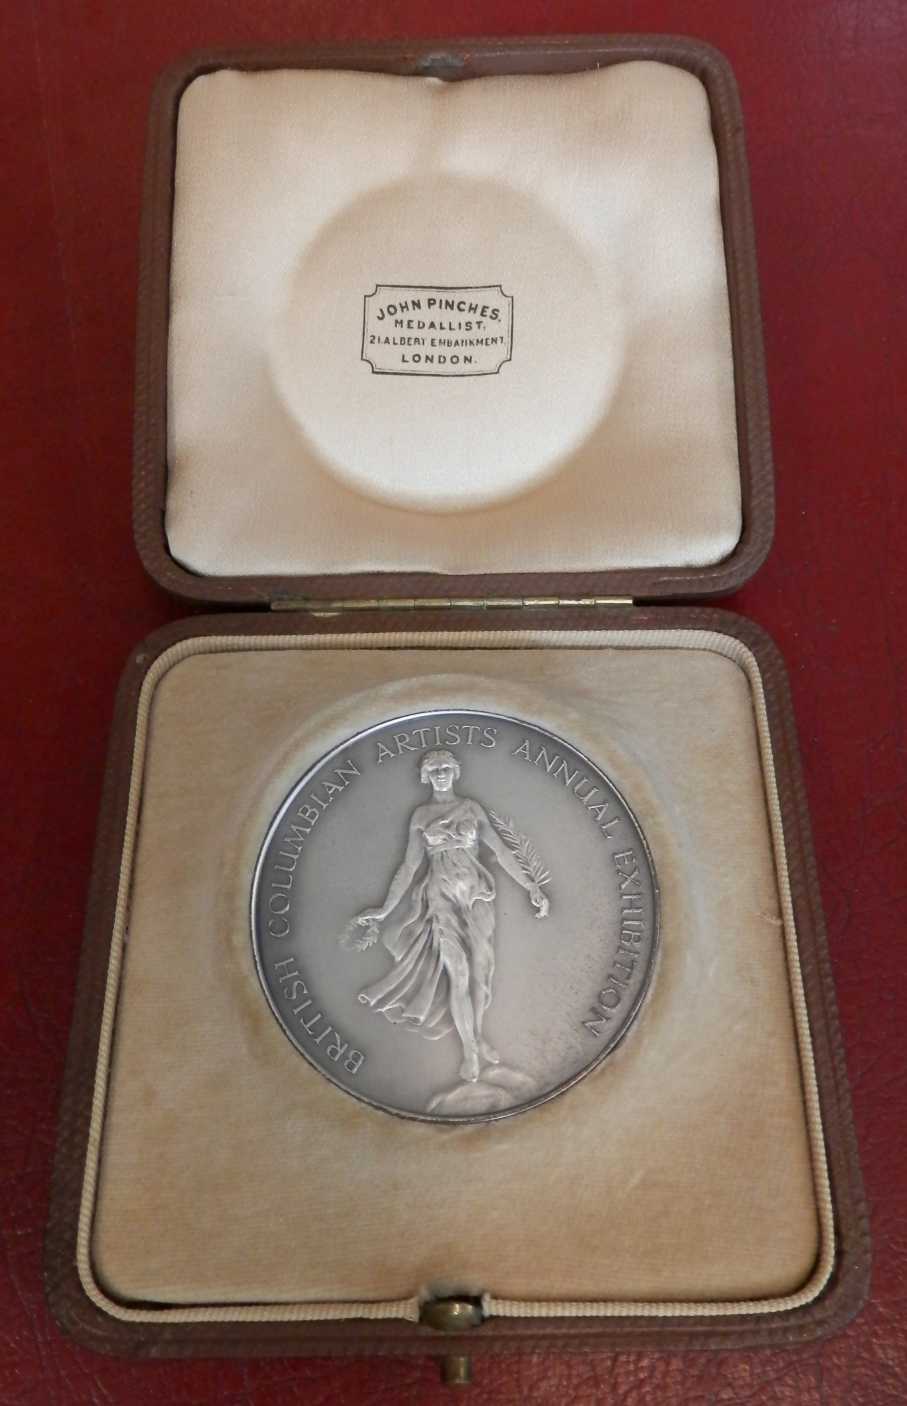 JOHN PINCHES,
MEDALLIST,
21. ALBERT EMBANKMENT.
LONDON.
BRITISH COLUMBIAN ARTISTS ANNUAL EXHIBITION